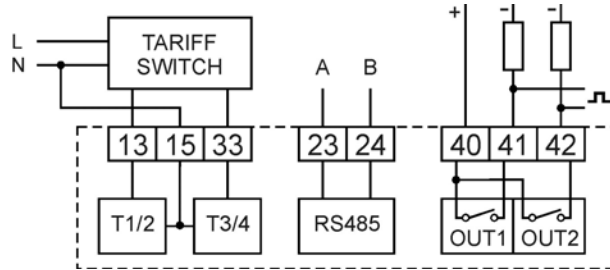 L
N
TARIFF
SWITCH
A B
+ - -
13 15 33
23 24
40 41 42
T1/2 T3/4
RS485
OUT1 OUT2